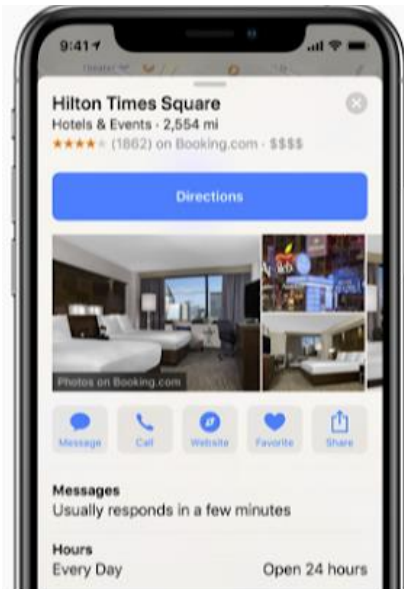 9:41
Hilton Times Square
Hotels & Events · 2,554 mi
★★★★★ (1862) on Booking.com · $$$$
Directions
Photos on Booking.com
Message
Call
Website
Favorite
Share
Messages
Usually responds in a few minutes
Hours
Every Day
Open 24 hours